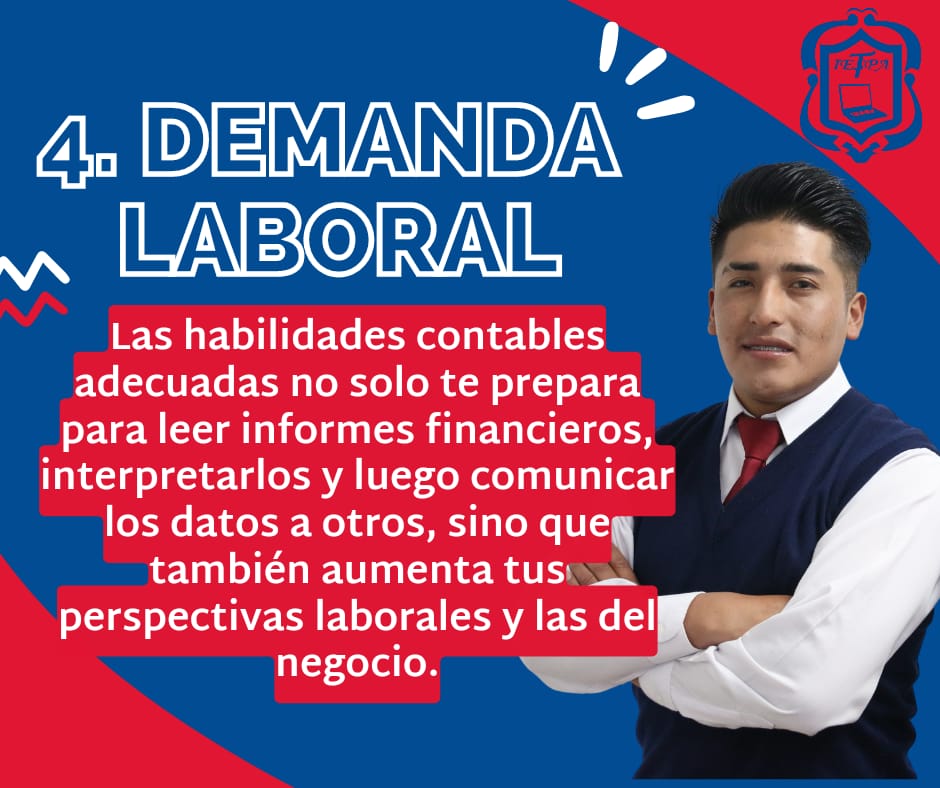 IETSPA
4. DEMANDA
LABORAL
Las habilidades contables
adecuadas no solo te prepara
para leer informes financieros,
interpretarlos y luego comunicar
los datos a otros, sino que
también aumenta tus
perspectivas laborales y las del
negocio.